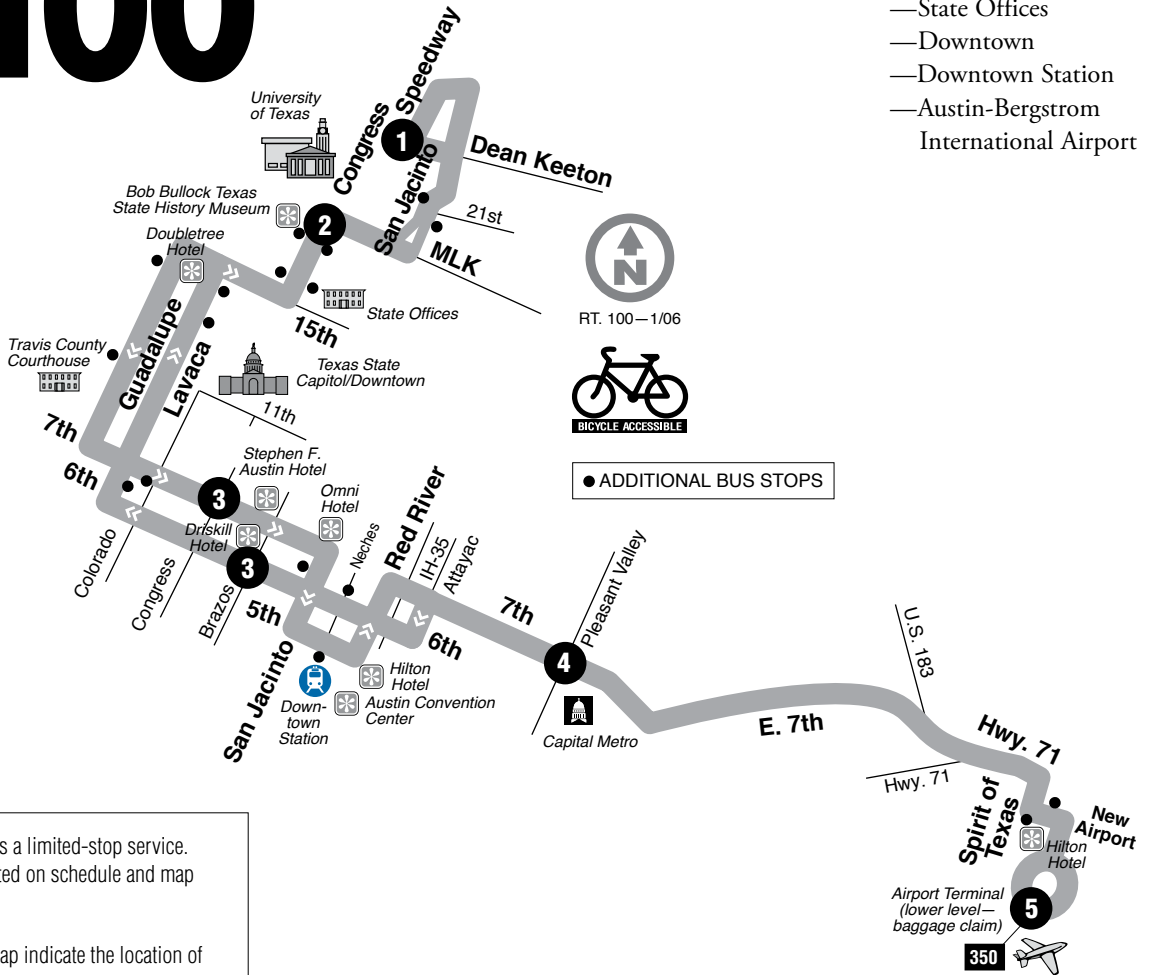 100
—State Offices
—Downtown
—Downtown Station
—Austin-Bergstrom
International Airport
Speedway
University
of Texas
Congress
1
Dean Keeton
San Jacinto
Bob Bullock Texas
State History Museum
2
21st
MLK
Doubletree
Hotel
N
RT. 100—1/06
State Offices
15th
Guadalupe
Lavaca
Travis County
Courthouse
Texas State
Capitol/Downtown
BICYCLE ACCESSIBLE
11th
7th
6th
Stephen F.
Austin Hotel
3
Omni
Hotel
ADDITIONAL BUS STOPS
Driskill
Hotel
3
Neches
Red River
IH-35
Attayac
Colorado
Congress
Brazos
5th
7th
Pleasant Valley
6th
4
San Jacinto
Hilton
Hotel
Down-
town
Station
Austin Convention
Center
Capital Metro
U.S. 183
E. 7th
Hwy. 71
Hwy. 71
Spirit of
Texas
New
Airport
Hilton
Hotel
Airport Terminal
(lower level—
baggage claim)
5
350
s a limited-stop service.
ted on schedule and map
ap indicate the location of